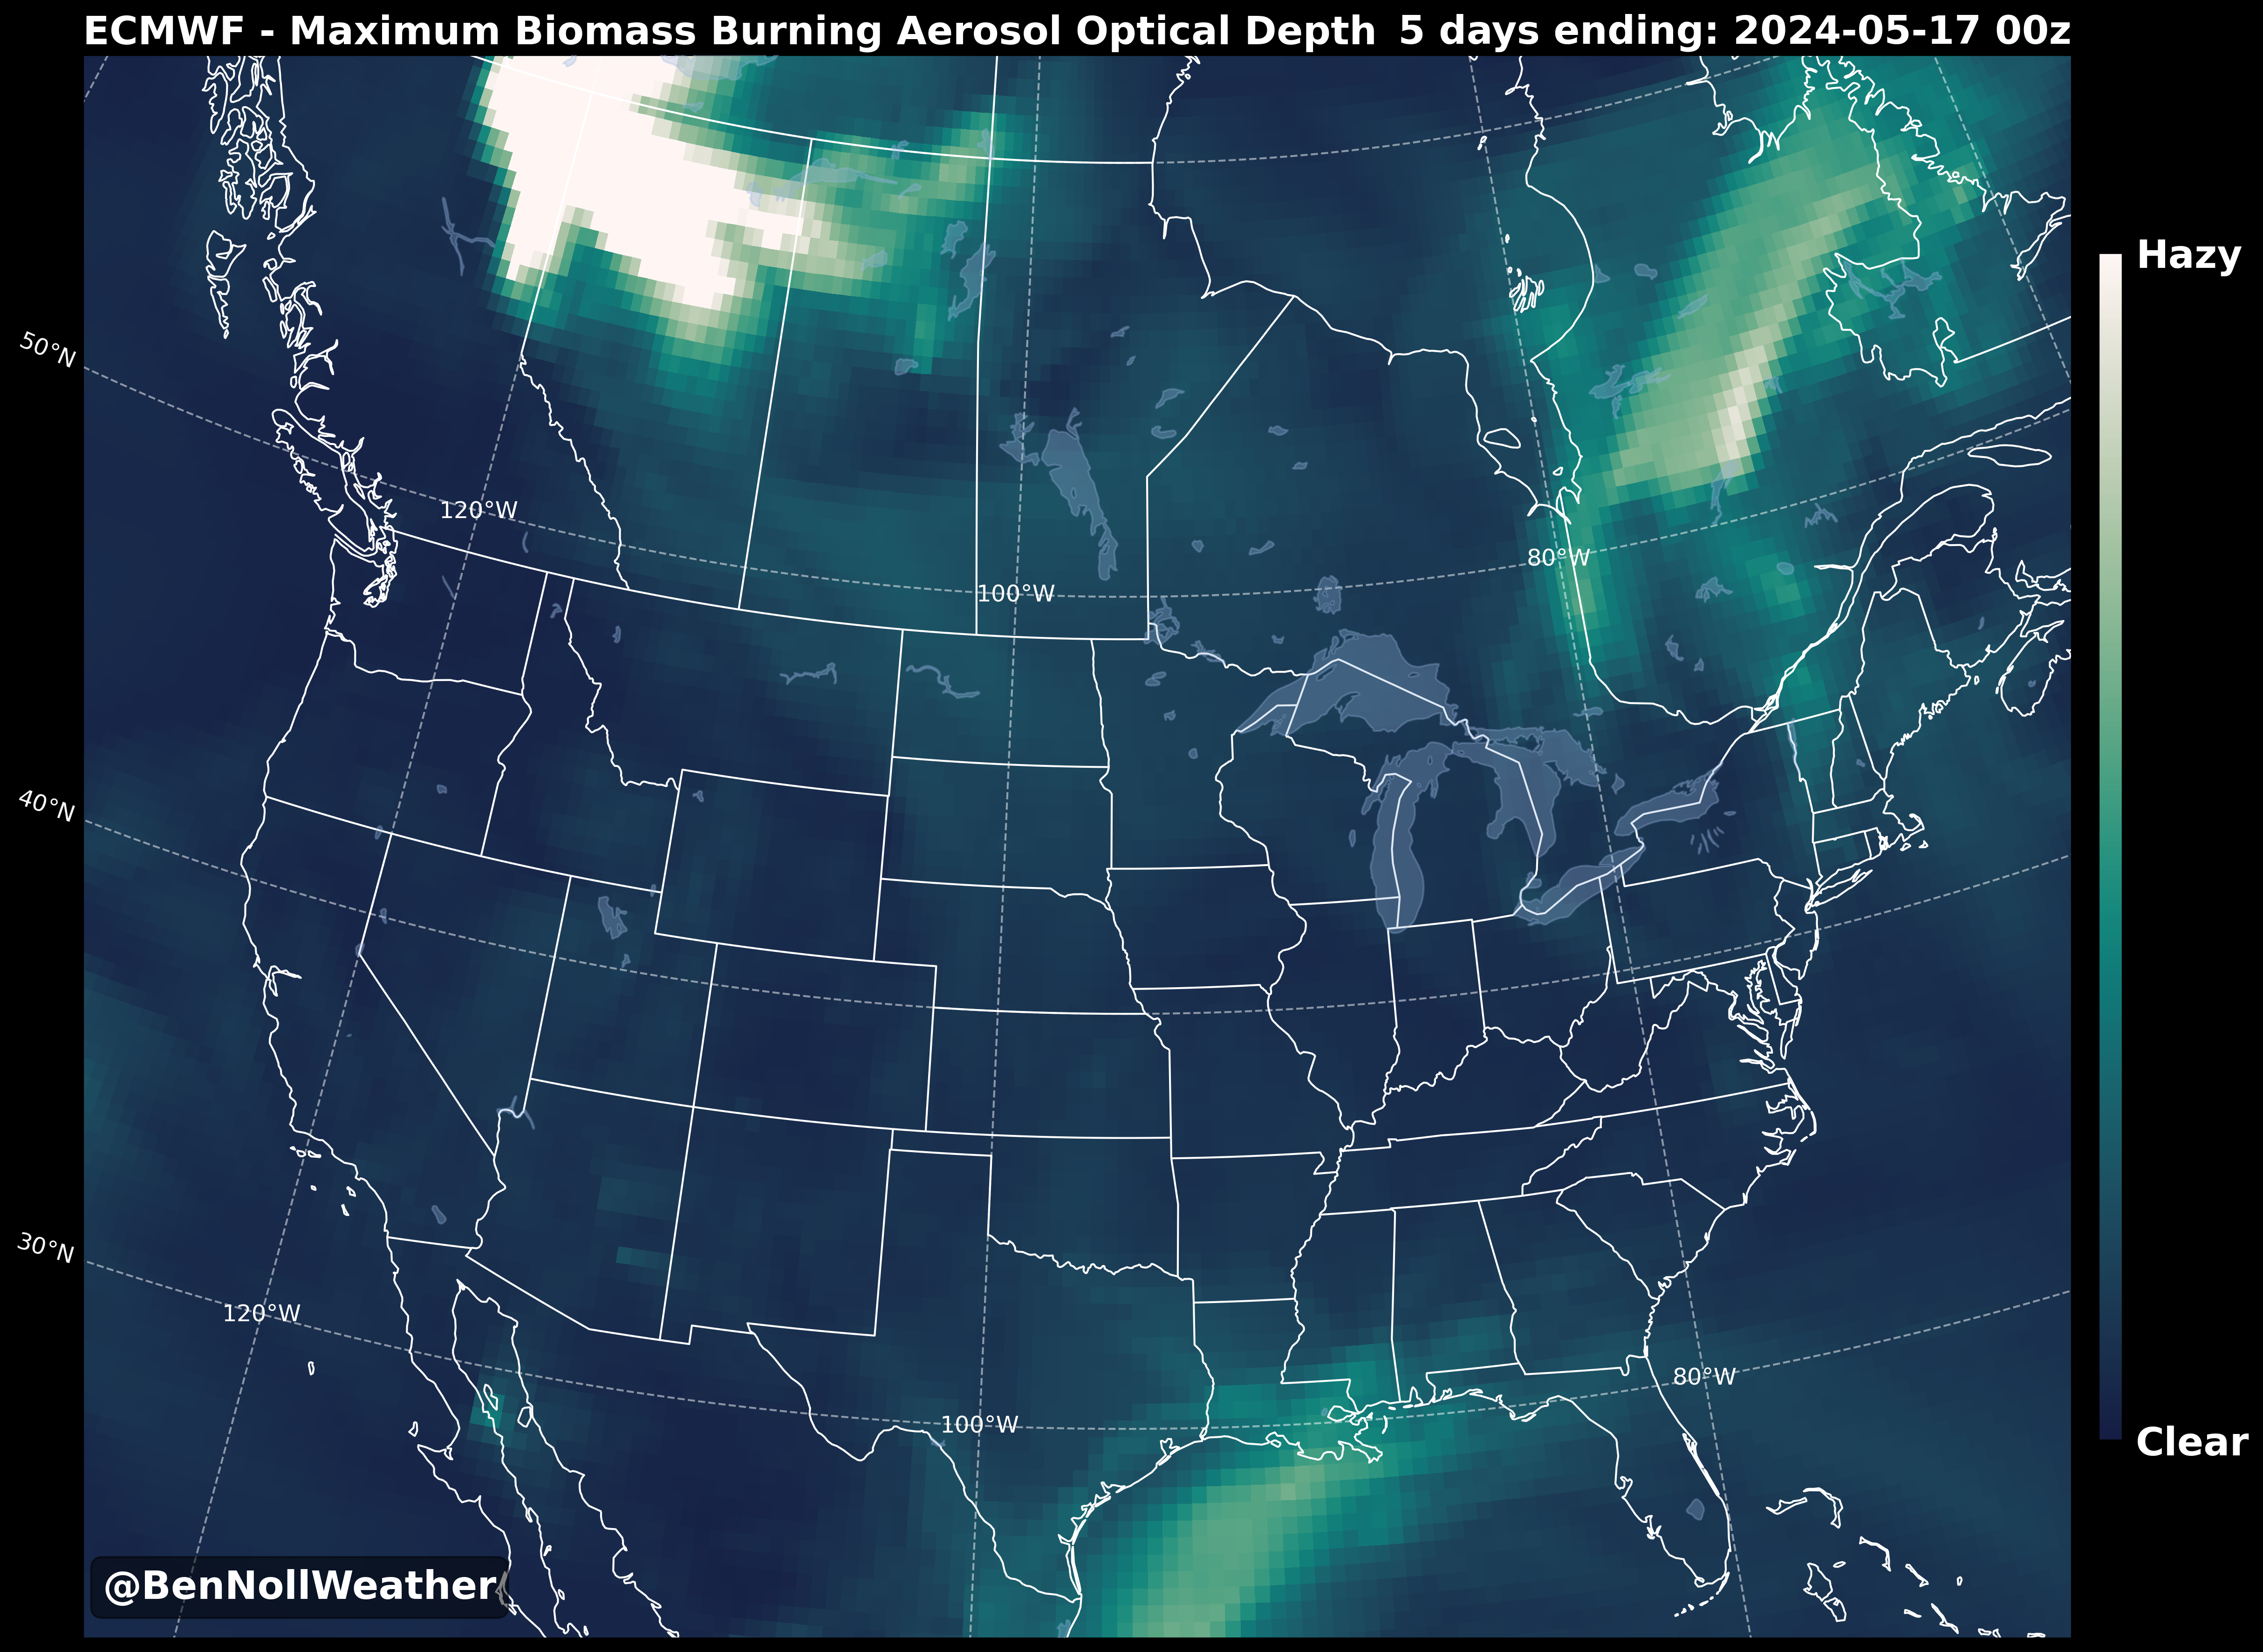 ECMWF - Maximum Biomass Burning Aerosol Optical Depth 5 days ending: 2024-05-17 00z
Hazy
50°N
120°W
80°W
100°W
40°N
30°N
120°W
80°W
100°W
Clear
@BenNollWeather